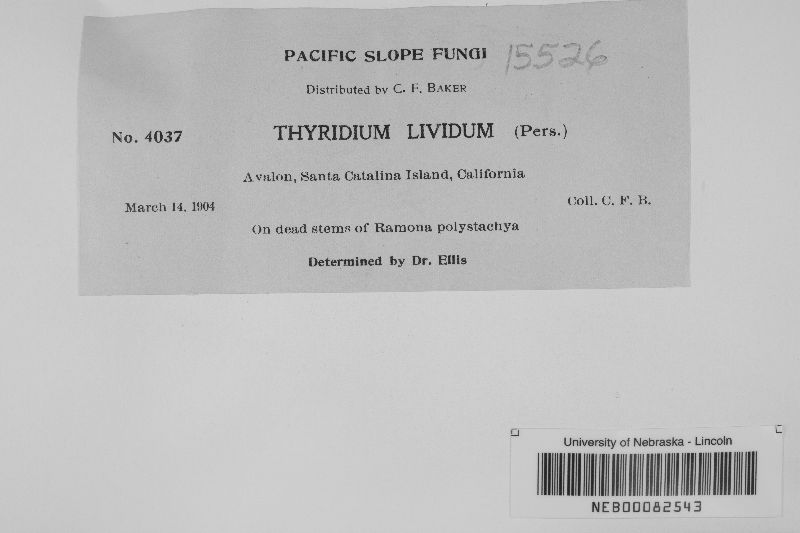 PACIFIC SLOPE FUNGI 15526
Distributed by C. F. BAKER
No. 4037 THYRIDIUM LIVIDUM (Pers.)
Avalon, Santa Catalina Island, California
March 14, 1904 Coll. C. F. B.
On dead stems of Ramona polystachya
Determined by Dr. Ellis
University of Nebraska - Lincoln
NEB00082543